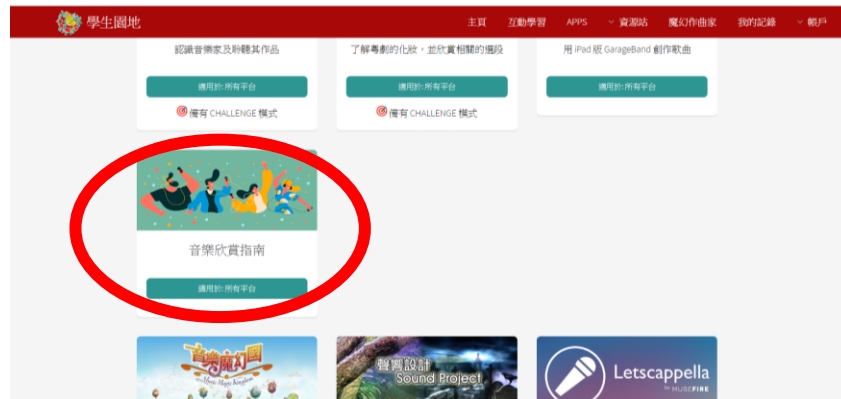 學生園地
主頁 互動學習 APPS 資源站 魔幻作曲家 我的記錄 帳戶
認識音樂家及聆聽其作品
了解粵劇的化妝，並欣賞相關的選段
用 iPad 版 GarageBand 創作歌曲
適用於: 所有平台
適用於: 所有平台
適用於: 所有平台
備有 CHALLENGE 模式
備有 CHALLENGE 模式
音樂欣賞指南
適用於: 所有平台
音樂魔幻國
Music Magic Kingdom
聲響設計
Sound Project
Letscappella
by MUSEFIRE